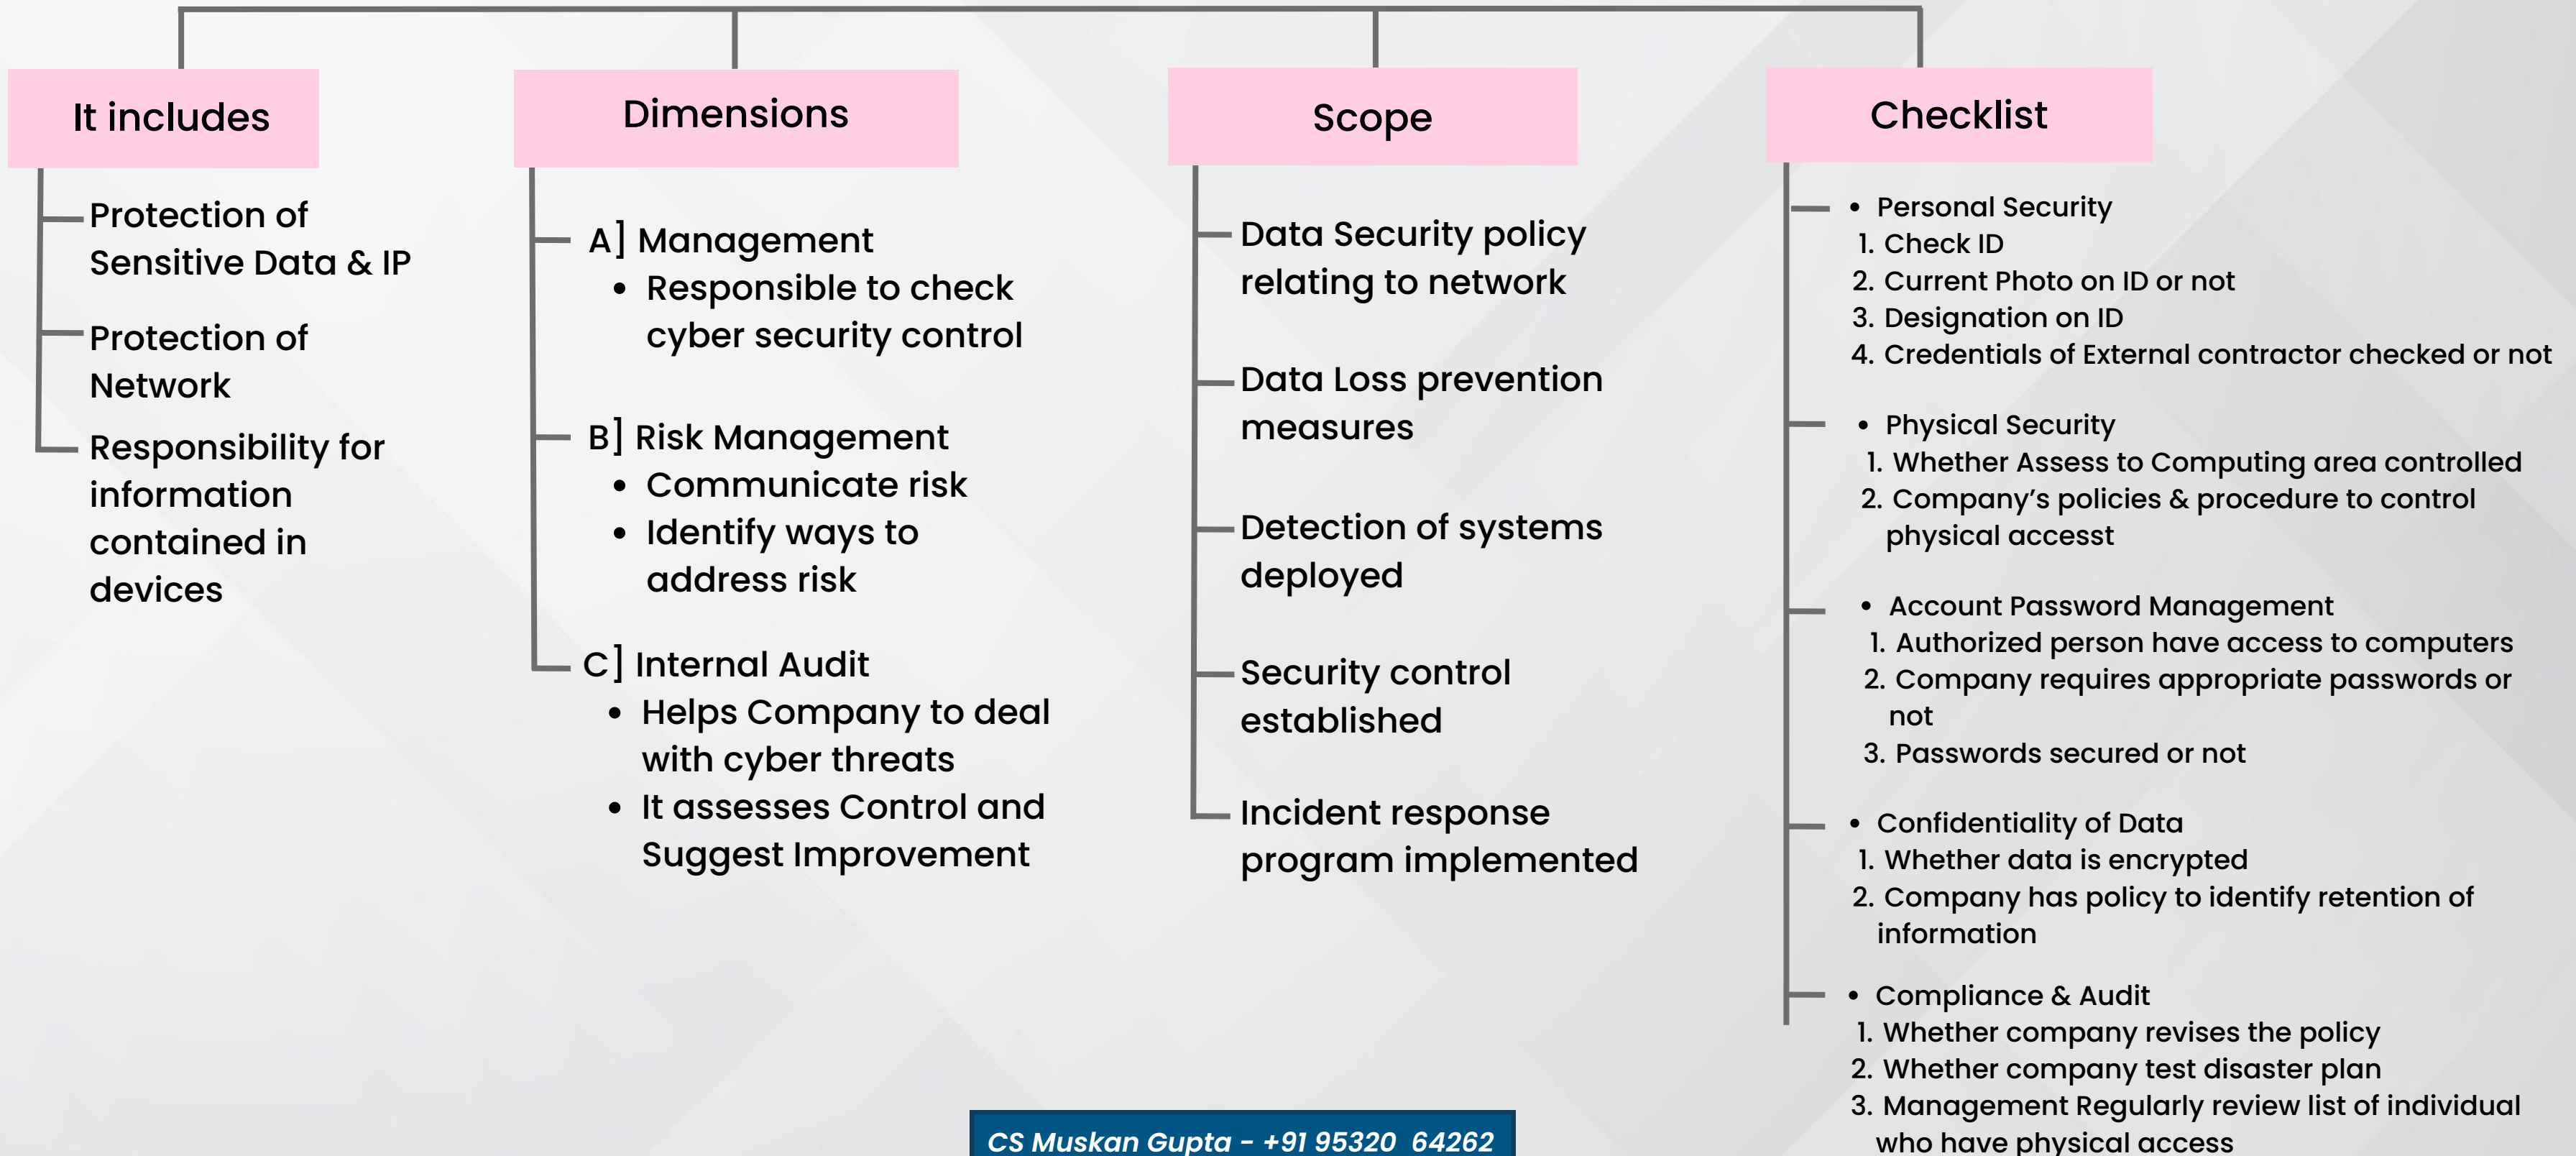 It includes
Protection of
Sensitive Data & IP
Protection of
Network
Responsibility for
information
contained in
devices
Dimensions
A] Management
• Responsible to check
cyber security control
B] Risk Management
• Communicate risk
• Identify ways to
address risk
C] Internal Audit
• Helps Company to deal
with cyber threats
• It assesses Control and
Suggest Improvement
Scope
Data Security policy
relating to network
Data Loss prevention
measures
Detection of systems
deployed
Security control
established
Incident response
program implemented
Checklist
• Personal Security
1. Check ID
2. Current Photo on ID or not
3. Designation on ID
4. Credentials of External contractor checked or not
• Physical Security
1. Whether Assess to Computing area controlled
2. Company’s policies & procedure to control
physical accesst
• Account Password Management
1. Authorized person have access to computers
2. Company requires appropriate passwords or
not
3. Passwords secured or not
• Confidentiality of Data
1. Whether data is encrypted
2. Company has policy to identify retention of
information
• Compliance & Audit
1. Whether company revises the policy
2. Whether company test disaster plan
3. Management Regularly review list of individual
who have physical access
CS Muskan Gupta - +91 95320 64262